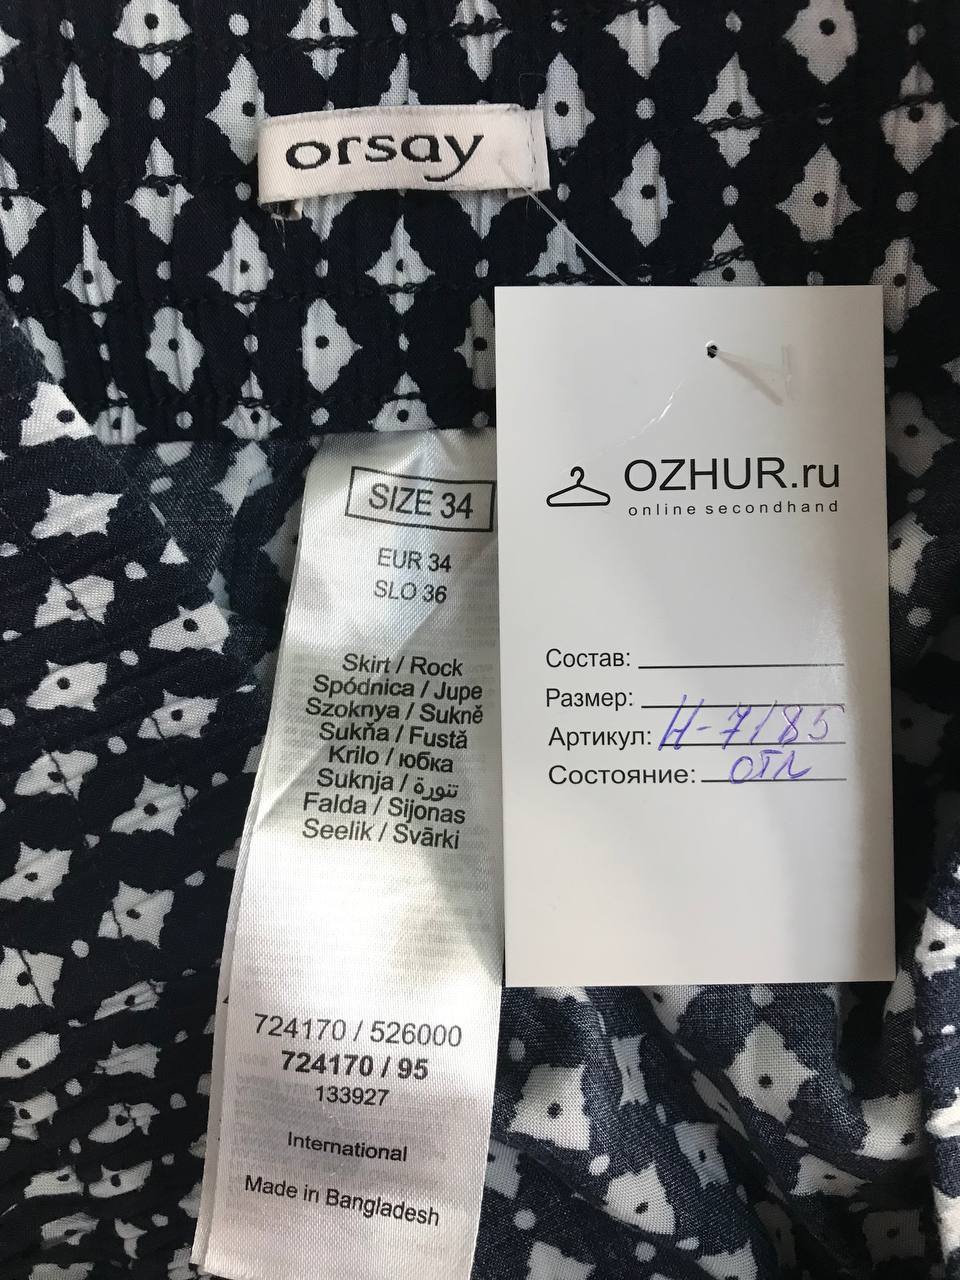 orsay
SIZE 34
EUR 34
SLO 36
Skirt / Rock
Spódnica / Jupe
Szoknya / Sukně
Sukňa / Fustă
Krilo / юбка
Suknja / تنورة
Falda / Sijonas
Seelik / Svārki
724170 / 526000
724170 / 95
133927
International
Made in Bangladesh
OZHUR.ru
online secondhand
Состав:
Размер:
Артикул: Н-7185
Состояние: ОТЛ